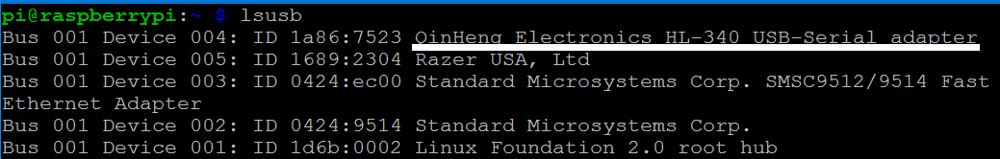 pi@raspberrypi:~ $ lsusb
Bus 001 Device 004: ID 1a86:7523 QinHeng Electronics HL-340 USB-Serial adapter
Bus 001 Device 005: ID 1689:2304 Razer USA, Ltd
Bus 001 Device 003: ID 0424:ec00 Standard Microsystems Corp. SMSC9512/9514 Fast
Ethernet Adapter
Bus 001 Device 002: ID 0424:9514 Standard Microsystems Corp.
Bus 001 Device 001: ID 1d6b:0002 Linux Foundation 2.0 root hub